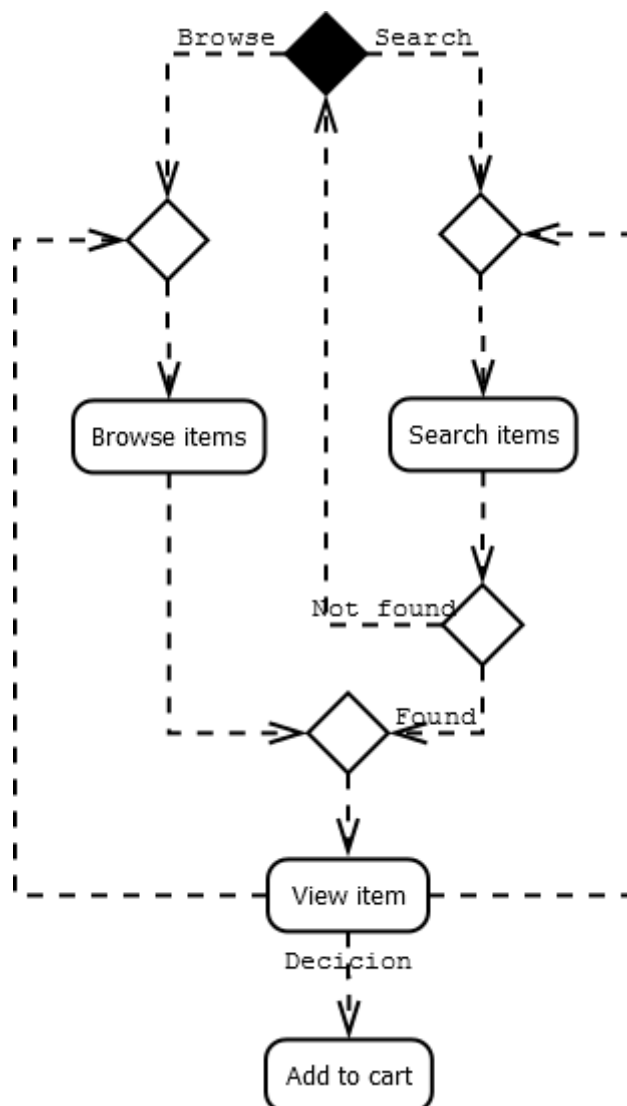 Browse
Search
Browse items
Search items
Not found
Found
View item
Decicion
Add to cart